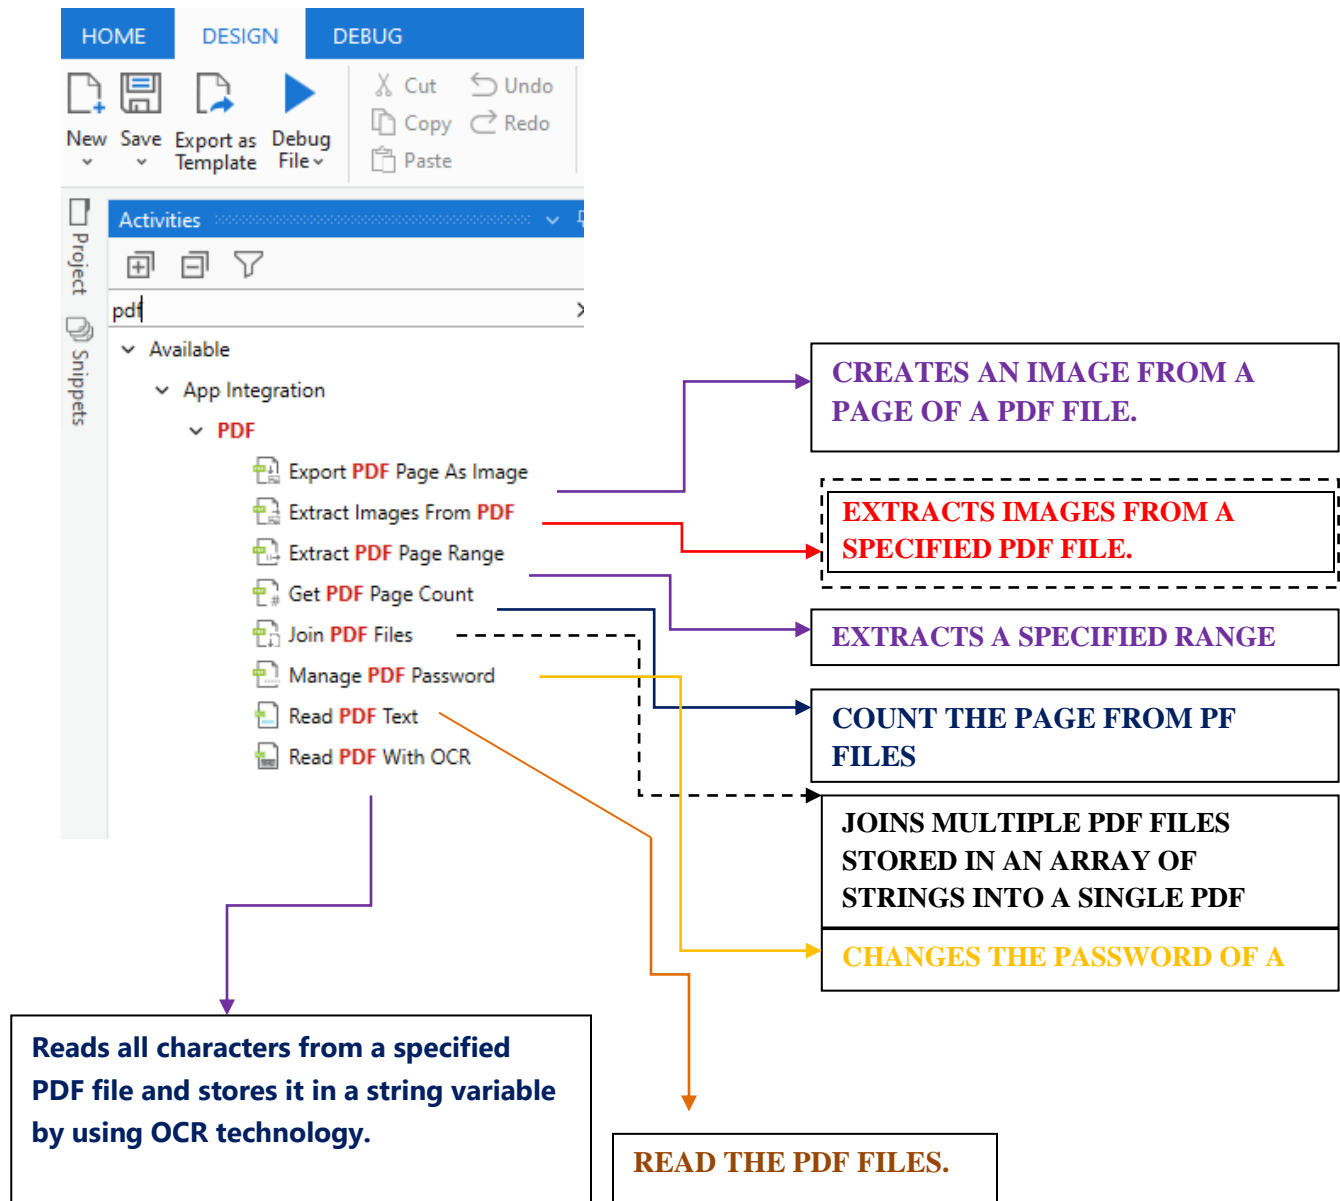 HOME DESIGN DEBUG
Cut Undo
Copy Redo
New Save Export as Debug
Template File
Paste
Project
Snippets
Activities
pdf
Available
App Integration
PDF
Export PDF Page As Image
Extract Images From PDF
Extract PDF Page Range
Get PDF Page Count
Join PDF Files
Manage PDF Password
Read PDF Text
Read PDF With OCR
CREATES AN IMAGE FROM A
PAGE OF A PDF FILE.
EXTRACTS IMAGES FROM A
SPECIFIED PDF FILE.
EXTRACTS A SPECIFIED RANGE
COUNT THE PAGE FROM PF
FILES
JOINS MULTIPLE PDF FILES
STORED IN AN ARRAY OF
STRINGS INTO A SINGLE PDF
CHANGES THE PASSWORD OF A
Reads all characters from a specified
PDF file and stores it in a string variable
by using OCR technology.
READ THE PDF FILES.